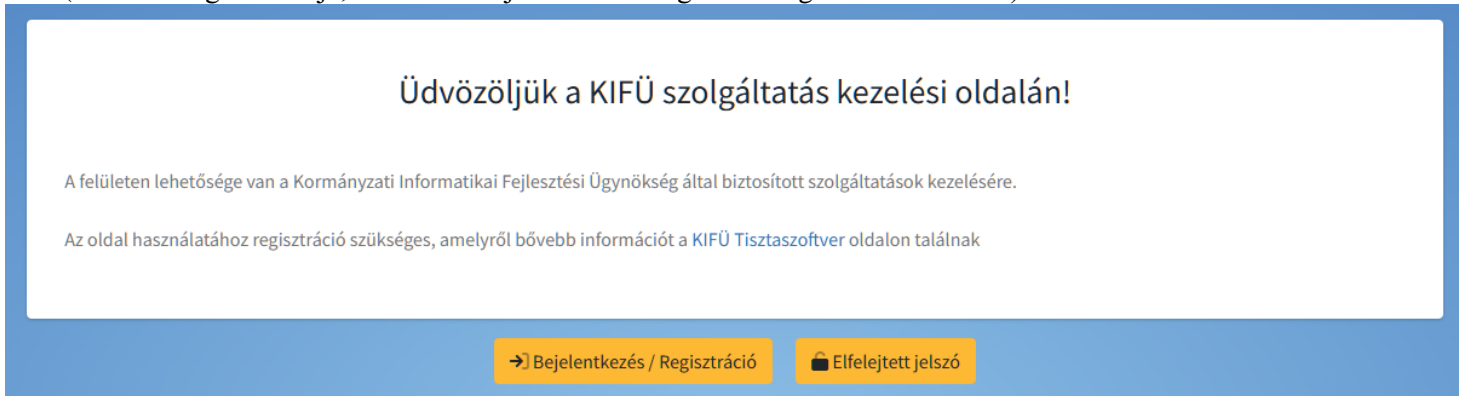 Üdvözöljük a KIFÜ szolgáltatás kezelési oldalán!
A felületen lehetősége van a Kormányzati Informatikai Fejlesztési Ügynökség által biztosított szolgáltatások kezelésére.
Az oldal használatához regisztráció szükséges, amelyről bővebb információt a KIFÜ Tisztaszoftver oldalon találnak
Bejelentkezés / Regisztráció
Elfelejtett jelszó